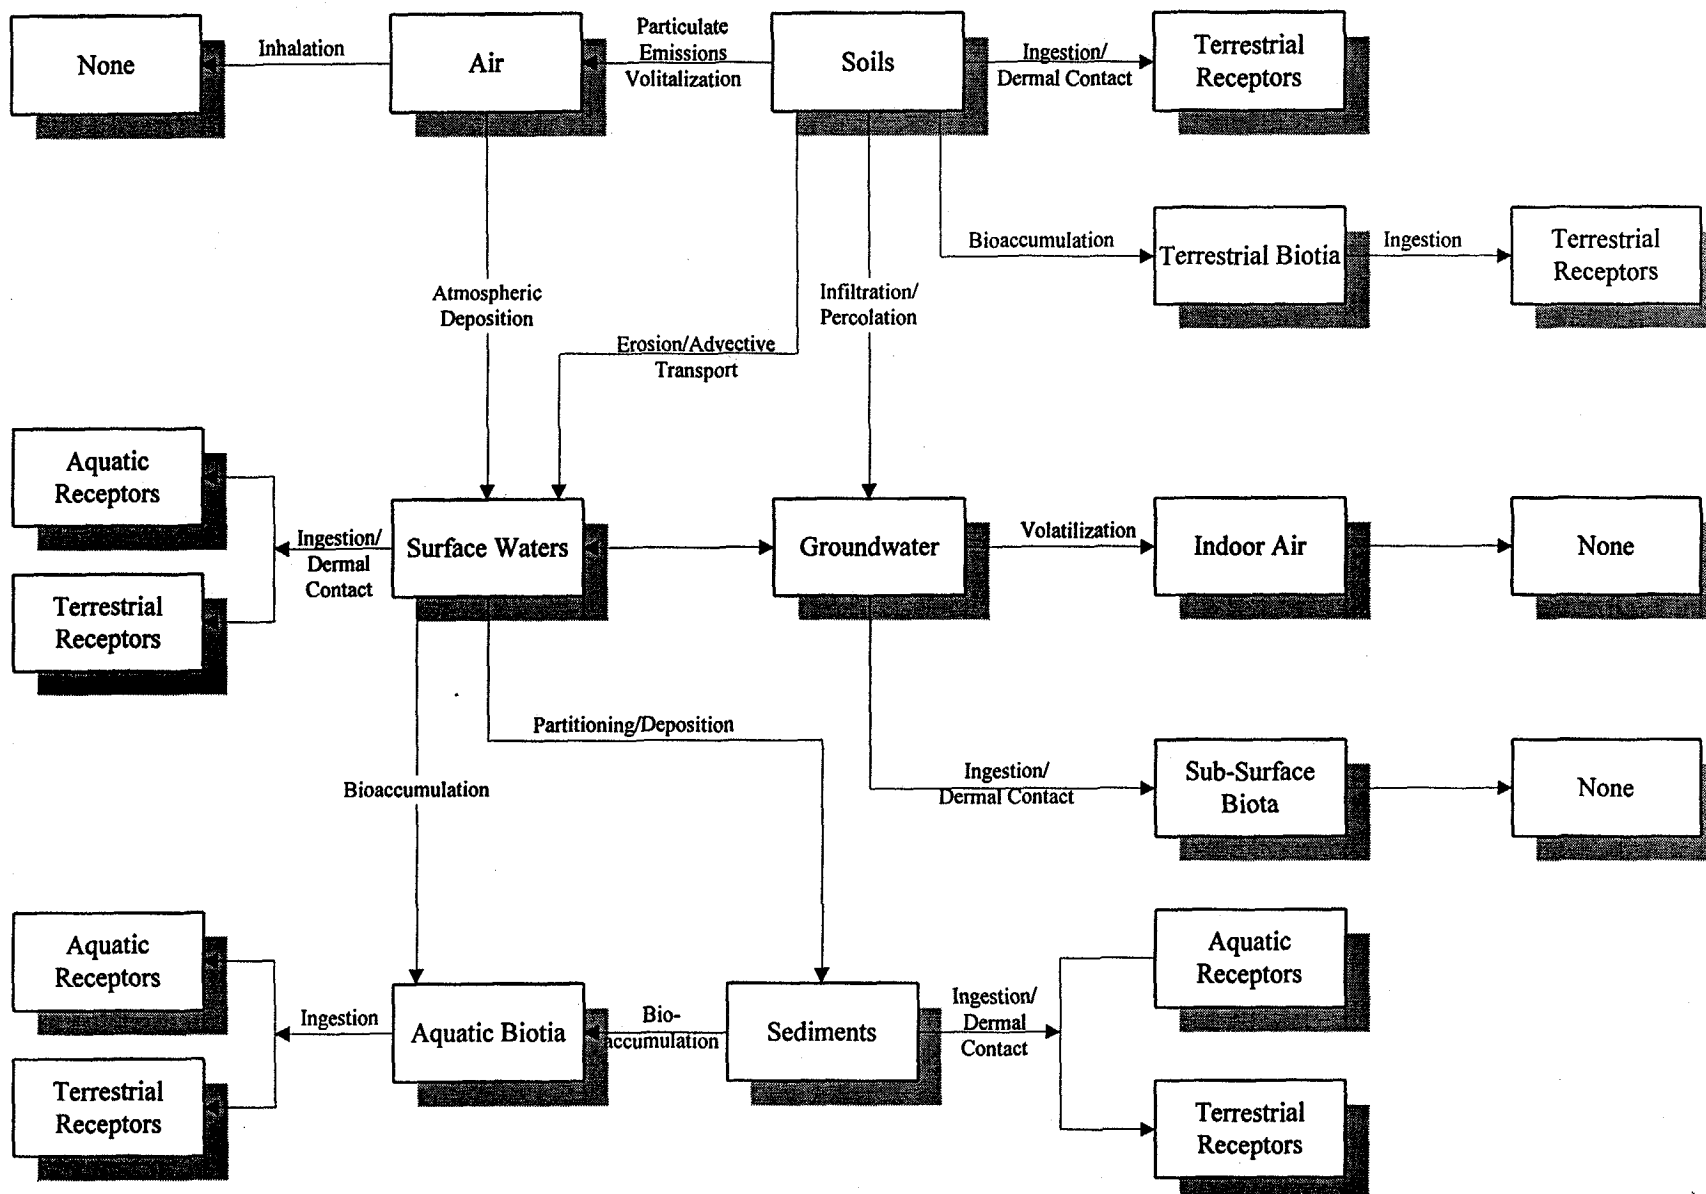 None
Inhalation
Air
Particulate
Emissions
Volitalization
Soils
Ingestion/
Dermal Contact
Terrestrial
Receptors
Bioaccumulation
Terrestrial Biotia
Ingestion
Terrestrial
Receptors
Atmospheric
Deposition
Infiltration/
Percolation
Erosion/Advective
Transport
Aquatic
Receptors
Terrestrial
Receptors
Ingestion/
Dermal
Contact
Surface Waters
Groundwater
Volatilization
Indoor Air
None
Partitioning/Deposition
Bioaccumulation
Ingestion/
Dermal Contact
Sub-Surface
Biota
None
Aquatic
Receptors
Terrestrial
Receptors
Ingestion
Aquatic Biotia
Bio-
accumulation
Sediments
Ingestion/
Dermal
Contact
Aquatic
Receptors
Terrestrial
Receptors